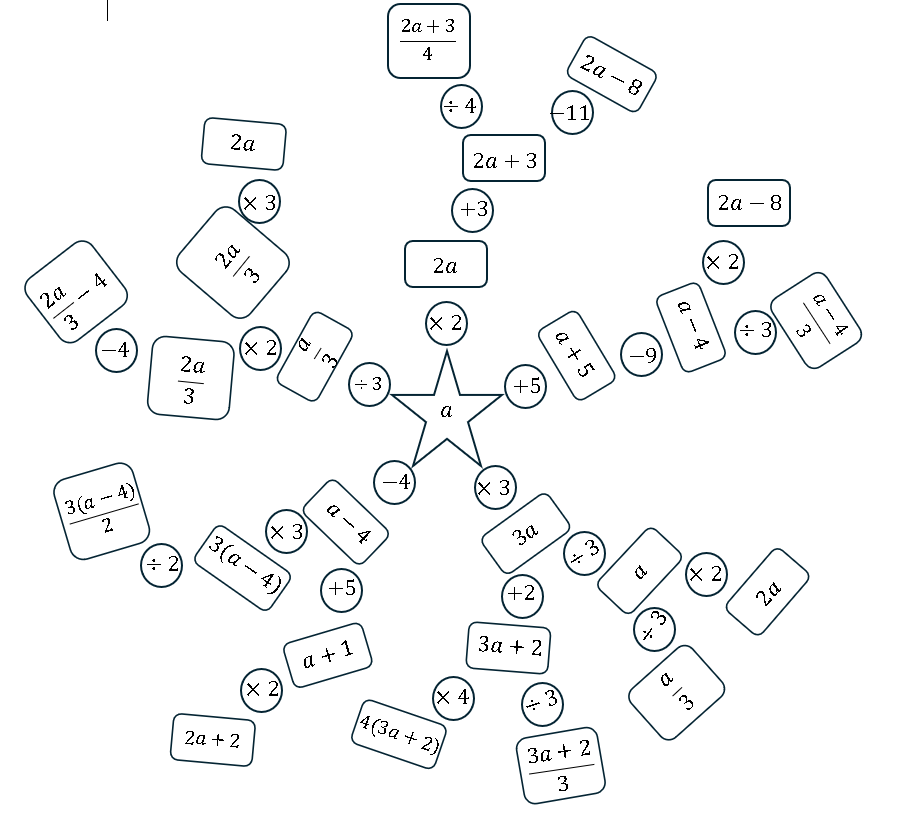 (2a + 3)/4
÷ 4
−11
2a − 8
2a + 3
+3
2a
× 2
a
+5
a + 5
−9
a − 4
× 2
2a − 8
÷ 3
(a − 4)/3
× 3
3a
÷ 3
a
× 2
2a
÷ 3
a/3
+2
3a + 2
× 4
4(3a + 2)
÷ 3
(3a + 2)/3
−4
a − 4
× 3
3(a − 4)
÷ 2
3(a − 4)/2
+5
a + 1
× 2
2a + 2
÷ 3
a/3
× 2
2a/3
× 3
2a
2a/3
−4
2a/3 − 4